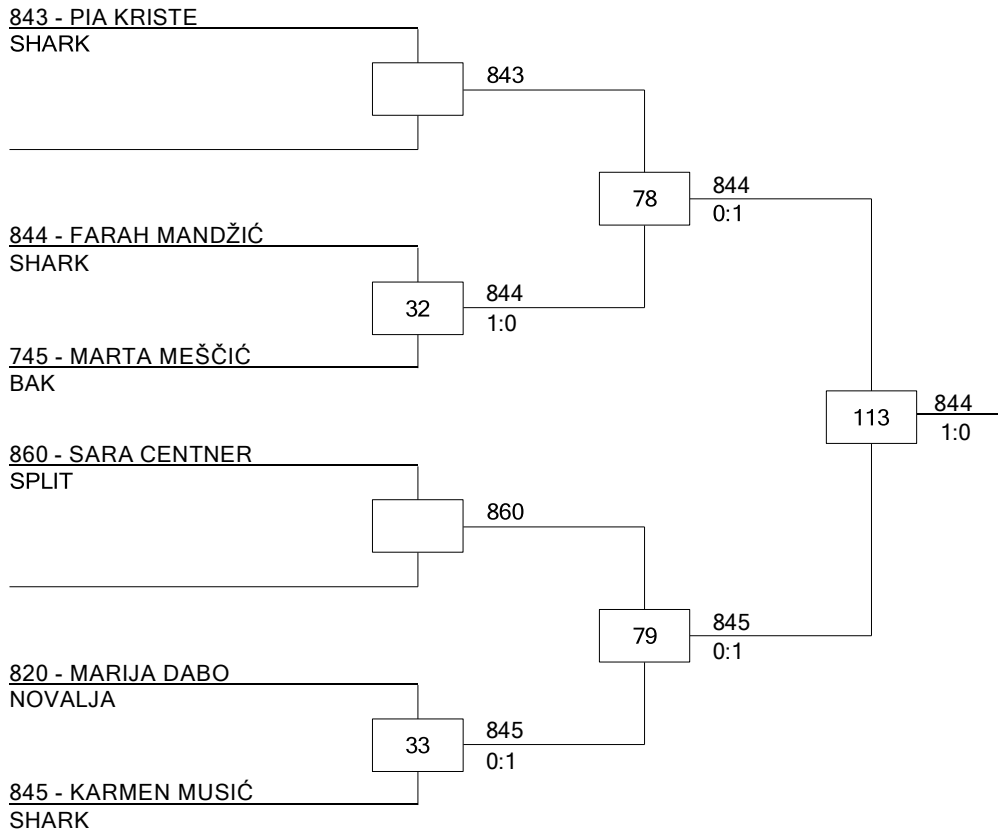 843 - PIA KRISTE
SHARK
843
78
844
0:1
844 - FARAH MANDŽIĆ
SHARK
32
844
1:0
745 - MARTA MEŠČIĆ
BAK
113
844
1:0
860 - SARA CENTNER
SPLIT
860
79
845
0:1
820 - MARIJA DABO
NOVALJA
33
845
0:1
845 - KARMEN MUSIĆ
SHARK